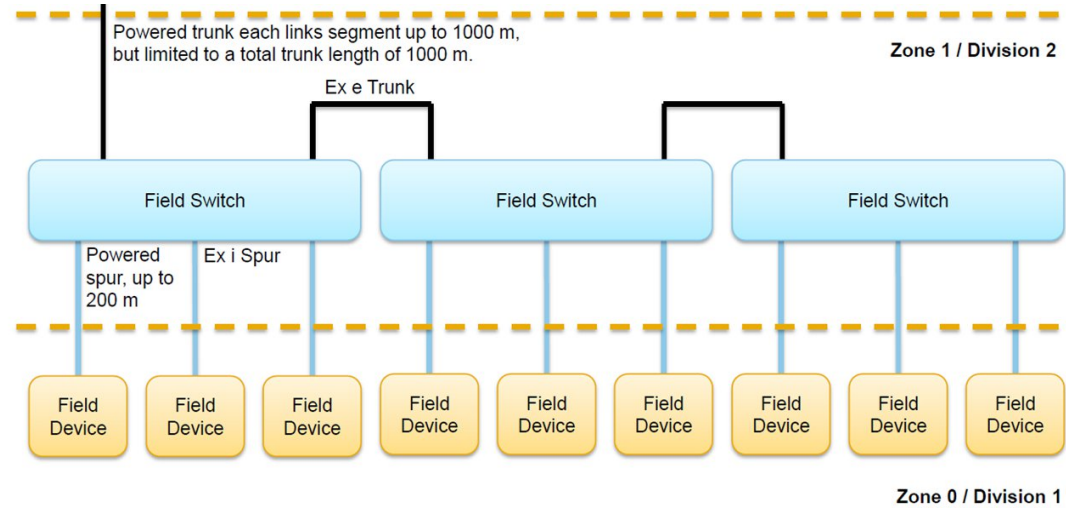 Powered trunk each links segment up to 1000 m,
but limited to a total trunk length of 1000 m.
Zone 1 / Division 2
Ex e Trunk
Field Switch
Field Switch
Field Switch
Powered
spur, up to
200 m
Ex i Spur
Field
Device
Field
Device
Field
Device
Field
Device
Field
Device
Field
Device
Field
Device
Field
Device
Field
Device
Zone 0 / Division 1